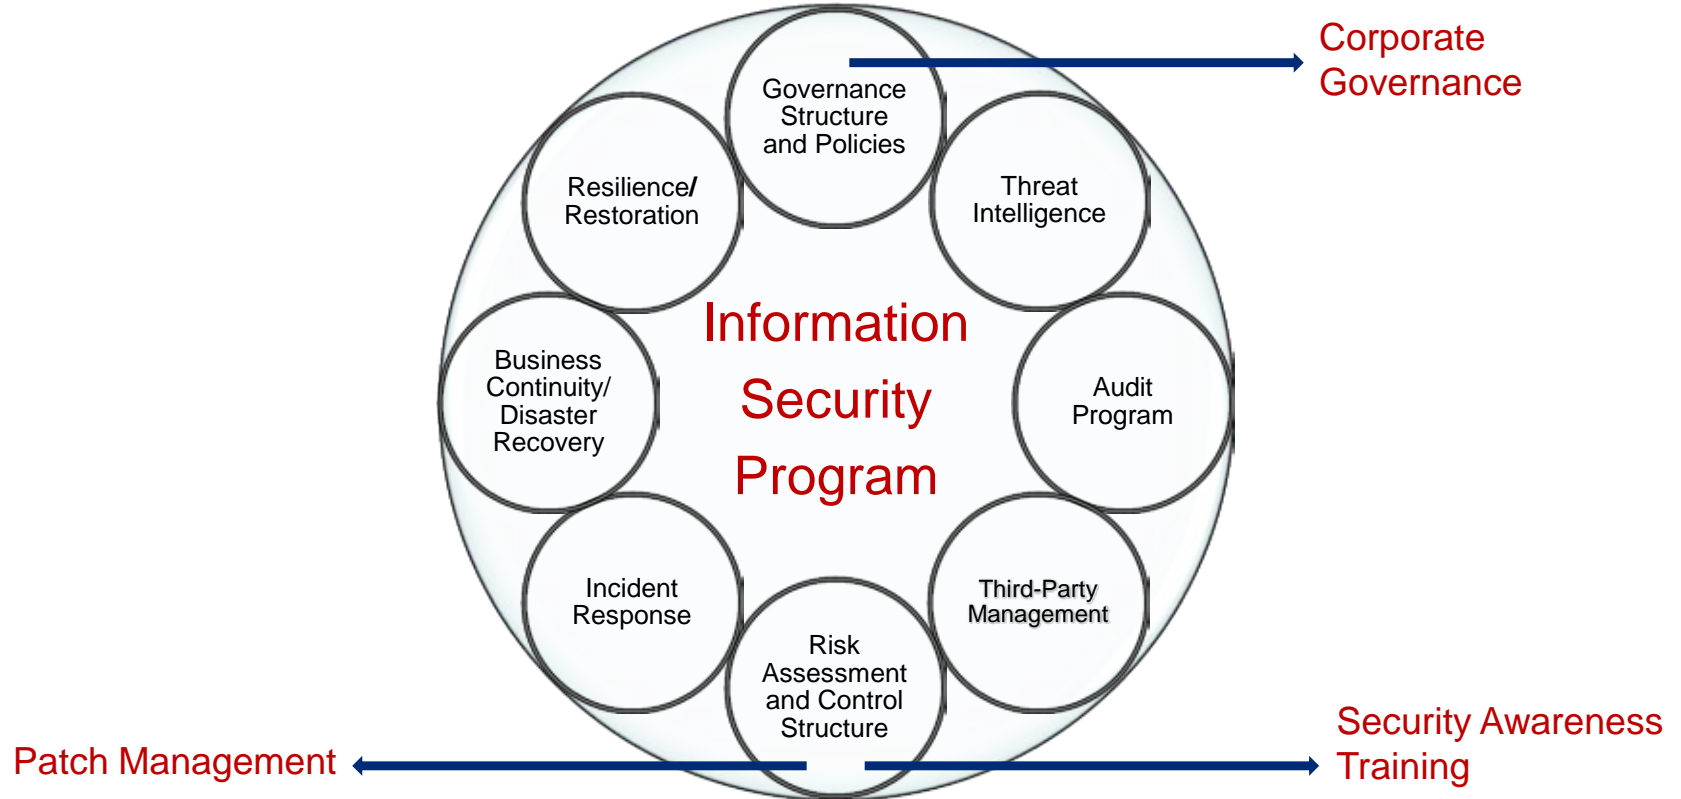 Corporate
Governance
Governance
Structure
and Policies
Resilience/
Restoration
Threat
Intelligence
Information
Security
Program
Business
Continuity/
Disaster
Recovery
Audit
Program
Incident
Response
Third-Party
Management
Risk
Assessment
and Control
Structure
Patch Management
Security Awareness
Training